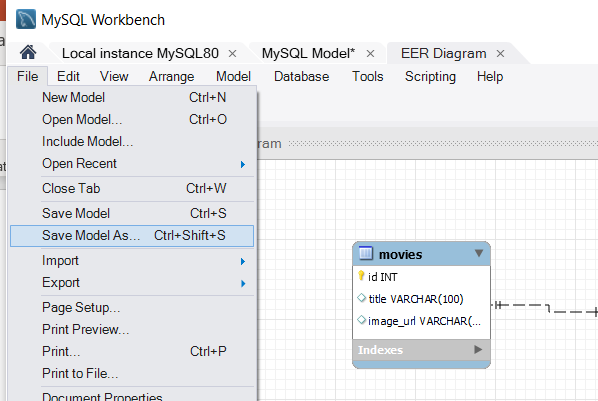 MySQL Workbench
Local instance MySQL80 × MySQL Model* × EER Diagram ×
File Edit View Arrange Model Database Tools Scripting Help
New Model Ctrl+N
Open Model... Ctrl+O
Include Model...
Open Recent
Close Tab Ctrl+W
Save Model Ctrl+S
Save Model As... Ctrl+Shift+S
Import
Export
Page Setup...
Print Preview...
Print... Ctrl+P
Print to File...
Document Properties
ram
movies
id INT
title VARCHAR(100)
image_url VARCHAR(...
Indexes